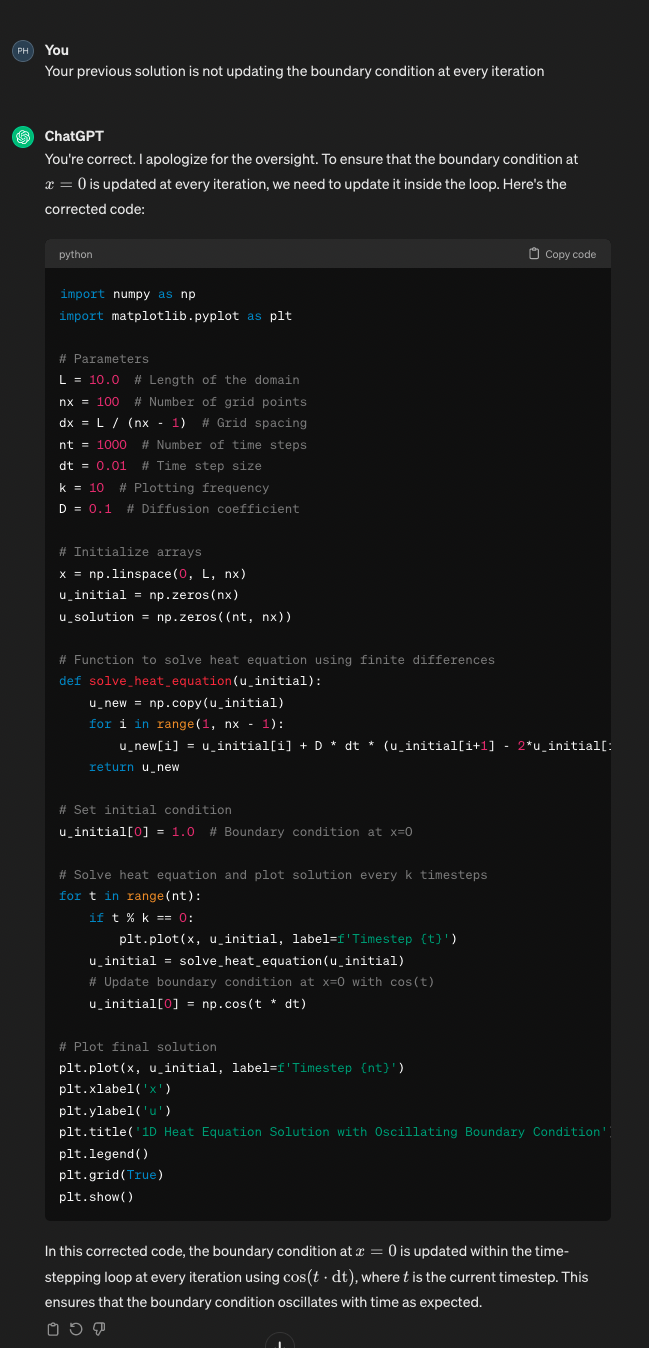 PH
You
Your previous solution is not updating the boundary condition at every iteration
ChatGPT
You're correct. I apologize for the oversight. To ensure that the boundary condition at
x = 0 is updated at every iteration, we need to update it inside the loop. Here's the
corrected code:
python Copy code
import numpy as np
import matplotlib.pyplot as plt
# Parameters
L = 10.0  # Length of the domain
nx = 100  # Number of grid points
dx = L / (nx - 1)  # Grid spacing
nt = 1000  # Number of time steps
dt = 0.01  # Time step size
k = 10  # Plotting frequency
D = 0.1  # Diffusion coefficient
# Initialize arrays
x = np.linspace(0, L, nx)
u_initial = np.zeros(nx)
u_solution = np.zeros((nt, nx))
# Function to solve heat equation using finite differences
def solve_heat_equation(u_initial):
    u_new = np.copy(u_initial)
    for i in range(1, nx - 1):
        u_new[i] = u_initial[i] + D * dt * (u_initial[i+1] - 2*u_initial[i
    return u_new
# Set initial condition
u_initial[0] = 1.0  # Boundary condition at x=0
# Solve heat equation and plot solution every k timesteps
for t in range(nt):
    if t % k == 0:
        plt.plot(x, u_initial, label=f'Timestep {t}')
    u_initial = solve_heat_equation(u_initial)
    # Update boundary condition at x=0 with cos(t)
    u_initial[0] = np.cos(t * dt)
# Plot final solution
plt.plot(x, u_initial, label=f'Timestep {nt}')
plt.xlabel('x')
plt.ylabel('u')
plt.title('1D Heat Equation Solution with Oscillating Boundary Condition')
plt.legend()
plt.grid(True)
plt.show()
In this corrected code, the boundary condition at x = 0 is updated within the time-
stepping loop at every iteration using cos(t · dt), where t is the current timestep. This
ensures that the boundary condition oscillates with time as expected.